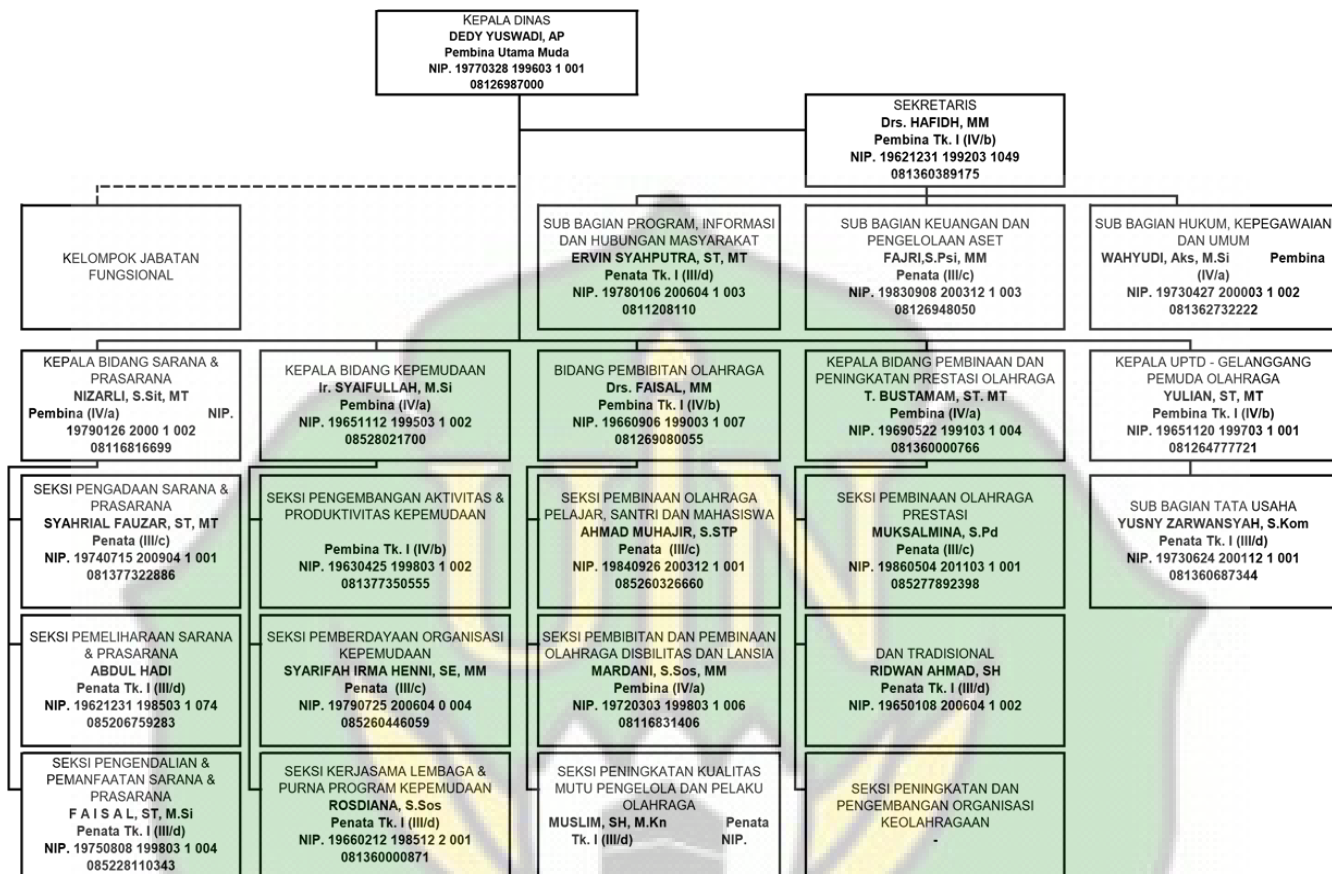 KEPALA DINAS
DEDY YUSWADI, AP
Pembina Utama Muda
NIP. 19770328 199603 1 001
08126987000
SEKRETARIS
Drs. HAFIDH, MM
Pembina Tk. I (IV/b)
NIP. 19621231 199203 1049
081360389175
KELOMPOK JABATAN
FUNGSIONAL
SUB BAGIAN PROGRAM, INFORMASI
DAN HUBUNGAN MASYARAKAT
ERVIN SYAHPUTRA, ST, MT
Penata Tk. I (III/d)
NIP. 19780106 200604 1 003
0811208110
SUB BAGIAN KEUANGAN DAN
PENGELOLAAN ASET
FAJRI,S.Psi, MM
Penata (III/c)
NIP. 19830908 200312 1 003
08126948050
SUB BAGIAN HUKUM, KEPEGAWAIAN
DAN UMUM
WAHYUDI, Aks, M.Si Pembina
(IV/a)
NIP. 19730427 200003 1 002
081362732222
KEPALA BIDANG SARANA &
PRASARANA
NIZARLI, S.Sit, MT
Pembina (IV/a) NIP.
19790126 2000 1 002
08116816699
KEPALA BIDANG KEPEMUDAAN
Ir. SYAIFULLAH, M.Si
Pembina (IV/a)
NIP. 19651112 199503 1 002
08528021700
BIDANG PEMBIBITAN OLAHRAGA
Drs. FAISAL, MM
Pembina Tk. I (IV/b)
NIP. 19660906 199003 1 007
081269080055
KEPALA BIDANG PEMBINAAN DAN
PENINGKATAN PRESTASI OLAHRAGA
T. BUSTAMAM, ST. MT
Pembina (IV/a)
NIP. 19690522 199103 1 004
081360000766
KEPALA UPTD - GELANGGANG
PEMUDA OLAHRAGA
YULIAN, ST, MT
Pembina Tk. I (IV/b)
NIP. 19651120 199703 1 001
081264777721
SEKSI PENGADAAN SARANA &
PRASARANA
SYAHRIAL FAUZAR, ST, MT
Penata (III/c)
NIP. 19740715 200904 1 001
081377322886
SEKSI PENGEMBANGAN AKTIVITAS &
PRODUKTIVITAS KEPEMUDAAN
Pembina Tk. I (IV/b)
NIP. 19630425 199803 1 002
081377350555
SEKSI PEMBINAAN OLAHRAGA
PELAJAR, SANTRI DAN MAHASISWA
AHMAD MUHAJIR, S.STP
Penata (III/c)
NIP. 19840926 200312 1 001
085260326660
SEKSI PEMBINAAN OLAHRAGA
PRESTASI
MUKSALMINA, S.Pd
Penata (III/c)
NIP. 19860504 201103 1 001
085277892398
SUB BAGIAN TATA USAHA
YUSNY ZARWANSYAH, S.Kom
Penata Tk. I (III/d)
NIP. 19730624 200112 1 001
081360687344
SEKSI PEMELIHARAAN SARANA
& PRASARANA
ABDUL HADI
Penata Tk. I (III/d)
NIP. 19621231 198503 1 074
085206759283
SEKSI PEMBERDAYAAN ORGANISASI
KEPEMUDAAN
SYARIFAH IRMA HENNI, SE, MM
Penata (III/c)
NIP. 19790725 200604 0 004
085260446059
SEKSI PEMBIBITAN DAN PEMBINAAN
OLAHRAGA DISBILITAS DAN LANSIA
MARDANI, S.Sos, MM
Pembina (IV/a)
NIP. 19720303 199803 1 006
08116831406
DAN TRADISIONAL
RIDWAN AHMAD, SH
Penata Tk. I (III/d)
NIP. 19650108 200604 1 002
SEKSI PENGENDALIAN &
PEMANFAATAN SARANA &
PRASARANA
F A I S A L, ST, M.Si
Penata Tk. I (III/d)
NIP. 19750808 199803 1 004
085228110343
SEKSI KERJASAMA LEMBAGA &
PURNA PROGRAM KEPEMUDAAN
ROSDIANA, S.Sos
Penata Tk. I (III/d)
NIP. 19660212 198512 2 001
081360000871
SEKSI PENINGKATAN KUALITAS
MUTU PENGELOLA DAN PELAKU
OLAHRAGA
MUSLIM, SH, M.Kn Penata
Tk. I (III/d) NIP.
SEKSI PENINGKATAN DAN
PENGEMBANGAN ORGANISASI
KEOLAHRAGAAN
-
UIN